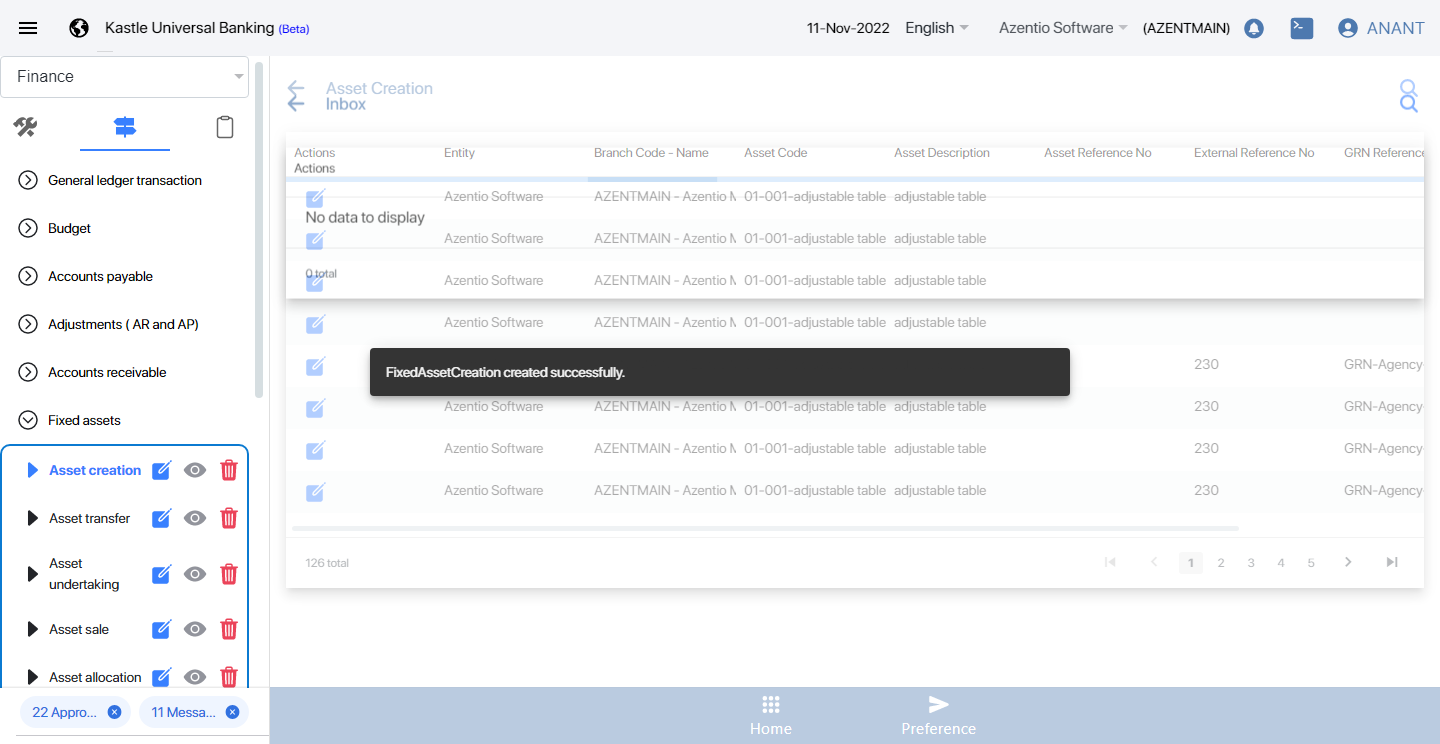 Kastle Universal Banking (Beta)
11-Nov-2022 English Azentio Software (AZENTMAIN) ANANT
Finance
General ledger transaction
Budget
Accounts payable
Adjustments ( AR and AP)
Accounts receivable
Fixed assets
Asset creation
Asset transfer
Asset
undertaking
Asset sale
Asset allocation
22 Appro...
11 Messa...
Asset Creation
Inbox
Actions Entity Branch Code - Name Asset Code Asset Description Asset Reference No External Reference No GRN Reference
Actions
Azentio Software AZENTMAIN - Azentio M 01-001-adjustable table adjustable table
No data to display
Azentio Software AZENTMAIN - Azentio M 01-001-adjustable table adjustable table
0 total
Azentio Software AZENTMAIN - Azentio M 01-001-adjustable table adjustable table
Azentio Software AZENTMAIN - Azentio M 01-001-adjustable table adjustable table
230 GRN-Agency
FixedAssetCreation created successfully.
Azentio Software AZENTMAIN - Azentio M 01-001-adjustable table adjustable table 230 GRN-Agency
Azentio Software AZENTMAIN - Azentio M 01-001-adjustable table adjustable table 230 GRN-Agency
Azentio Software AZENTMAIN - Azentio M 01-001-adjustable table adjustable table 230 GRN-Agency
126 total
1 2 3 4 5
Home
Preference